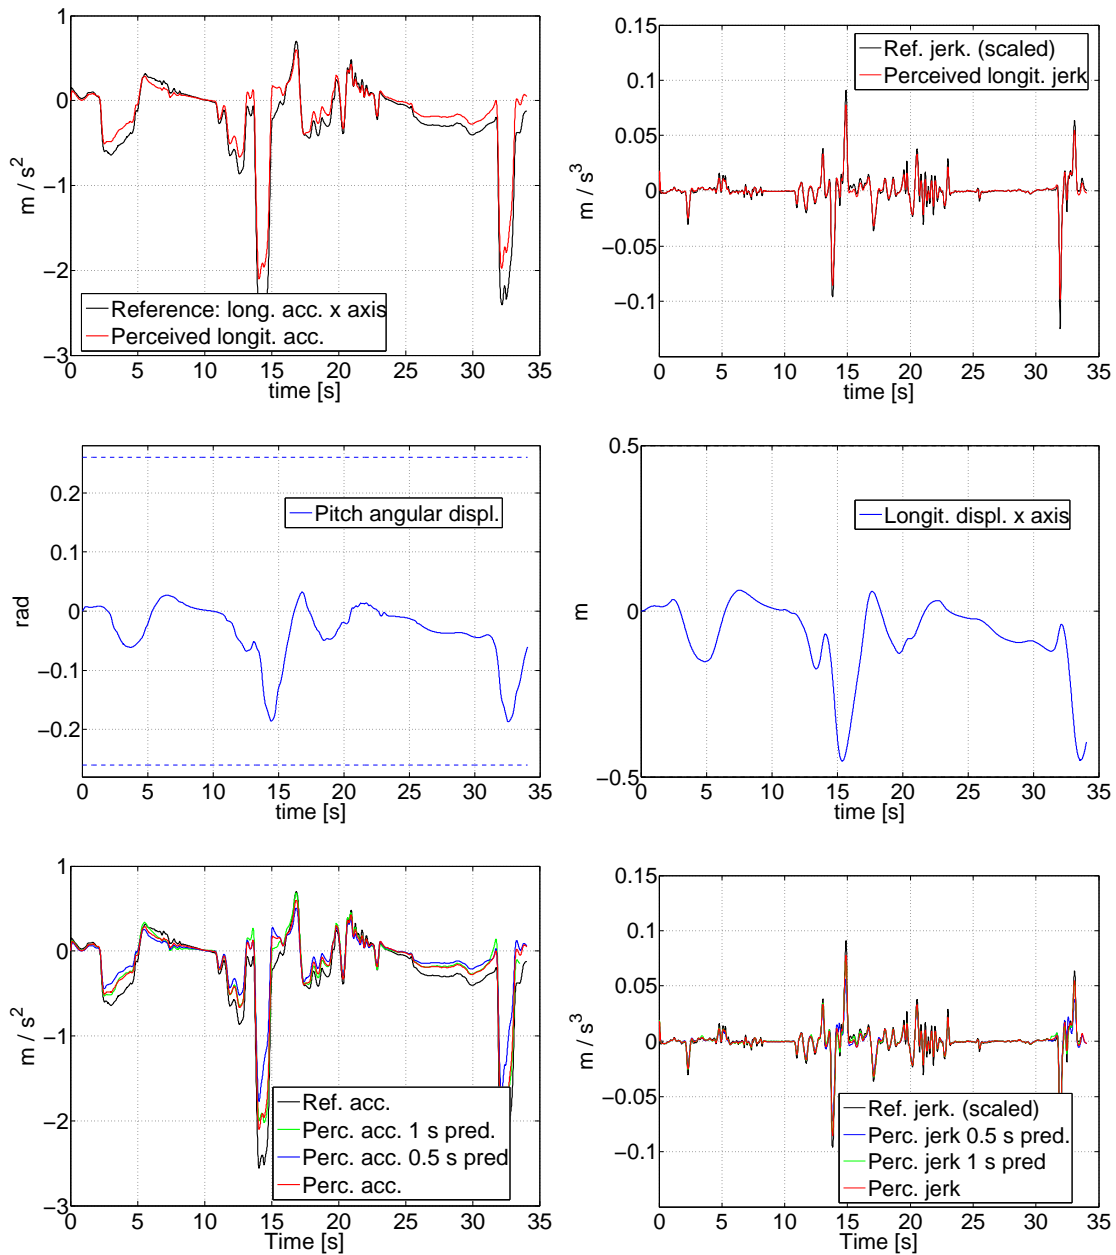 1
0
−1
−2
−3
m / s2
Reference: long. acc. x axis
Perceived longit. acc.
0 5 10 15 20 25 30 35
time [s]
0.15
0.1
0.05
0
−0.05
−0.1
m / s3
Ref. jerk. (scaled)
Perceived longit. jerk
0 5 10 15 20 25 30 35
time [s]
0.2
0.1
0
−0.1
−0.2
rad
Pitch angular displ.
0 5 10 15 20 25 30 35
time [s]
0.5
0
−0.5
m
Longit. displ. x axis
0 5 10 15 20 25 30 35
time [s]
1
0
−1
−2
−3
m / s2
Ref. acc.
Perc. acc. 1 s pred.
Perc. acc. 0.5 s pred
Perc. acc.
0 5 10 15 20 25 30 35
Time [s]
0.15
0.1
0.05
0
−0.05
−0.1
m / s3
Ref. jerk. (scaled)
Perc. jerk 0.5 s pred.
Perc. jerk 1 s pred
Perc. jerk
0 5 10 15 20 25 30 35
Time [s]